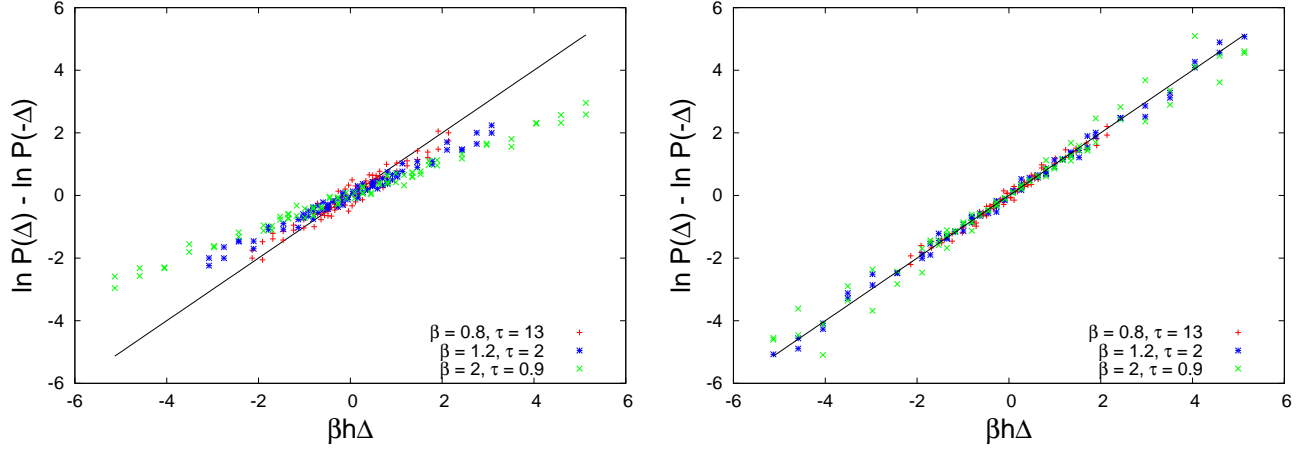 6
4
2
0
-2
-4
-6
-6
-4
-2
0
2
4
6
ln P(Δ) - ln P(-Δ)
βhΔ
β = 0.8, τ = 13
β = 1.2, τ = 2
β = 2, τ = 0.9
6
4
2
0
-2
-4
-6
-6
-4
-2
0
2
4
6
ln P(Δ) - ln P(-Δ)
βhΔ
β = 0.8, τ = 13
β = 1.2, τ = 2
β = 2, τ = 0.9